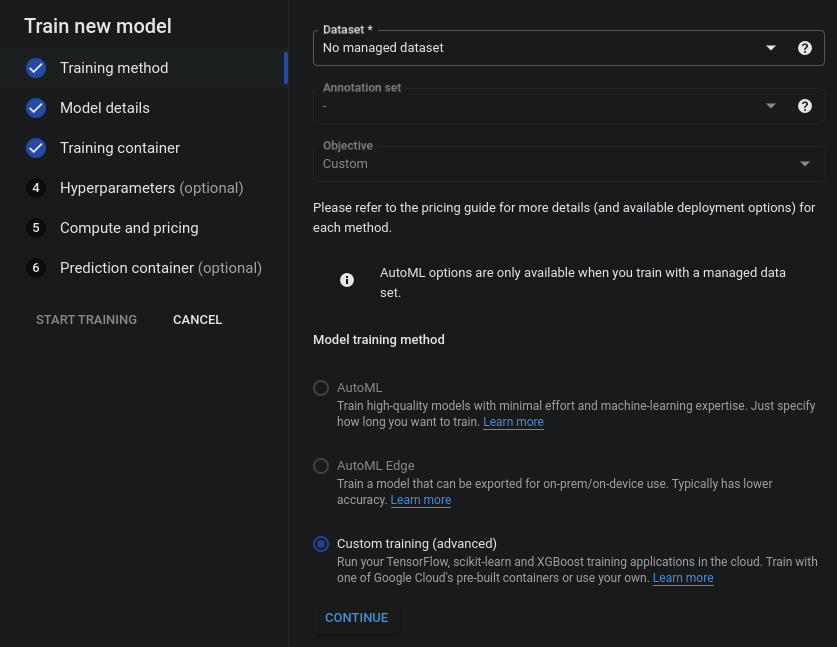 Train new model
Training method
Model details
Training container
4 Hyperparameters (optional)
5 Compute and pricing
6 Prediction container (optional)
START TRAINING CANCEL
Dataset *
No managed dataset
?
Annotation set
-
?
Objective
Custom
Please refer to the pricing guide for more details (and available deployment options) for
each method.
AutoML options are only available when you train with a managed data
set.
Model training method
AutoML
Train high-quality models with minimal effort and machine-learning expertise. Just specify
how long you want to train. Learn more
AutoML Edge
Train a model that can be exported for on-prem/on-device use. Typically has lower
accuracy. Learn more
Custom training (advanced)
Run your TensorFlow, scikit-learn and XGBoost training applications in the cloud. Train with
one of Google Cloud's pre-built containers or use your own. Learn more
CONTINUE